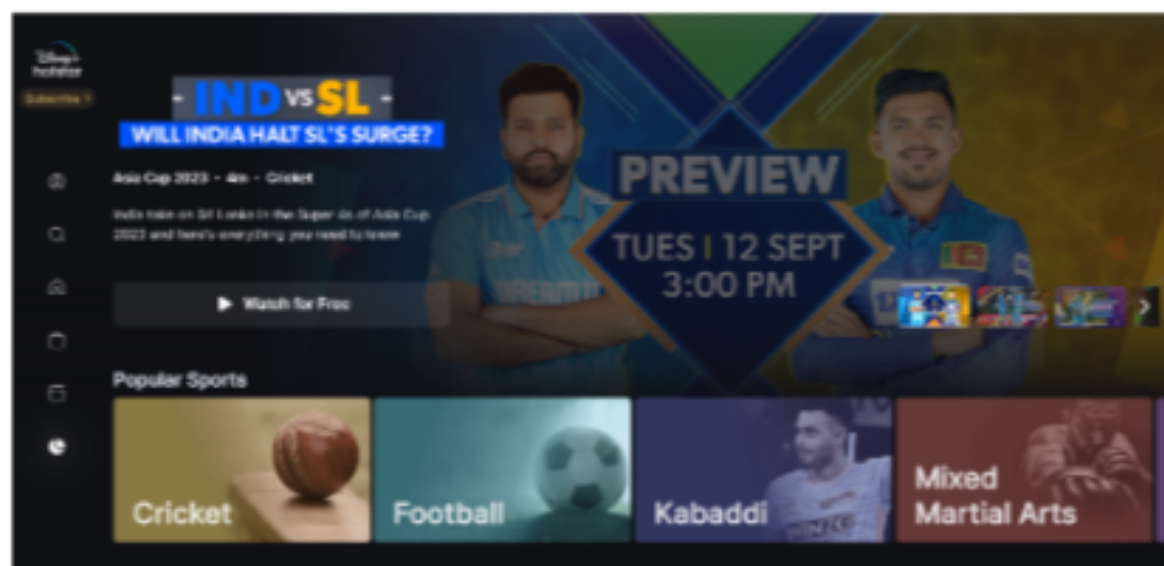 Disney+
hotstar
Subscribe >
IND VS SL
WILL INDIA HALT SL'S SURGE?
Asia Cup 2023 • 4m • Cricket
India take on Sri Lanka in the Super 4s of Asia Cup
2023 and here's everything you need to know
Watch for Free
PREVIEW
TUES | 12 SEPT
3:00 PM
DREAM11
Popular Sports
Cricket
Football
Kabaddi
Mixed
Martial Arts